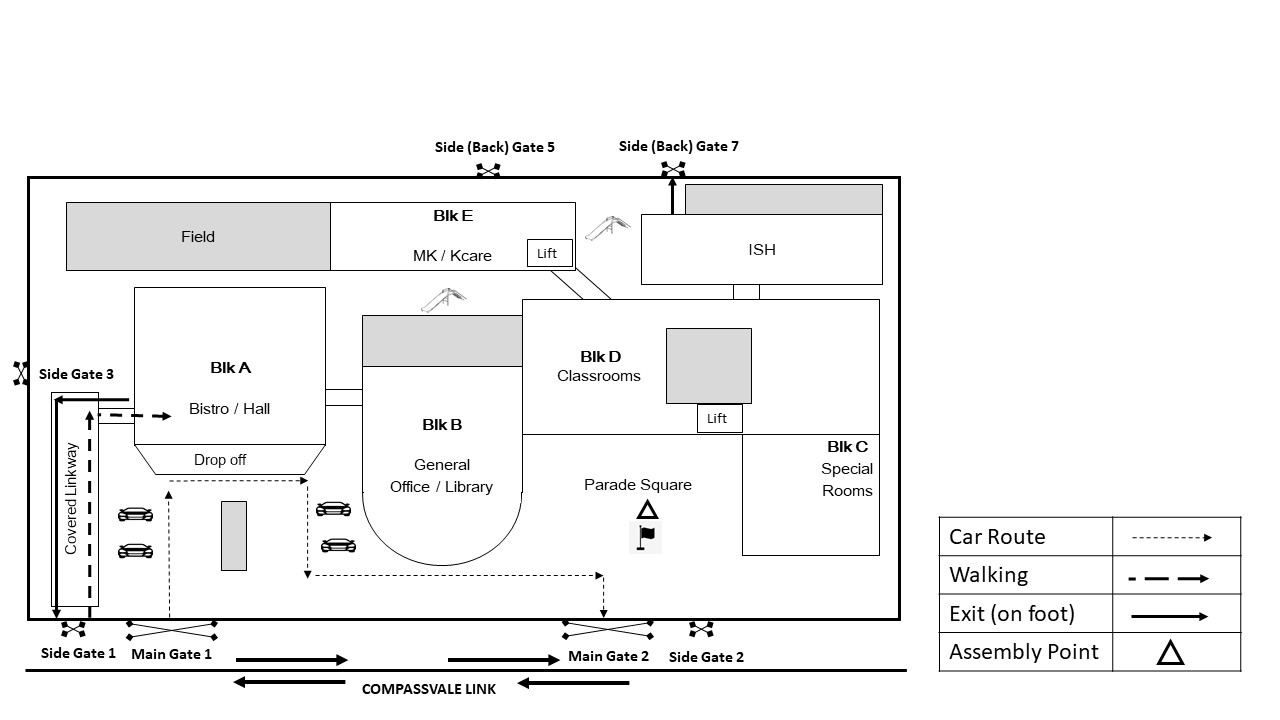 Side (Back) Gate 5
Side (Back) Gate 7
Field
Blk E
MK / Kcare
Lift
ISH
Side Gate 3
Blk A
Bistro / Hall
Drop off
Covered Linkway
Blk B
General
Office / Library
Blk D
Classrooms
Lift
Blk C
Special
Rooms
Parade Square
Side Gate 1
Main Gate 1
Main Gate 2
Side Gate 2
COMPASSVALE LINK
Car Route
Walking
Exit (on foot)
Assembly Point